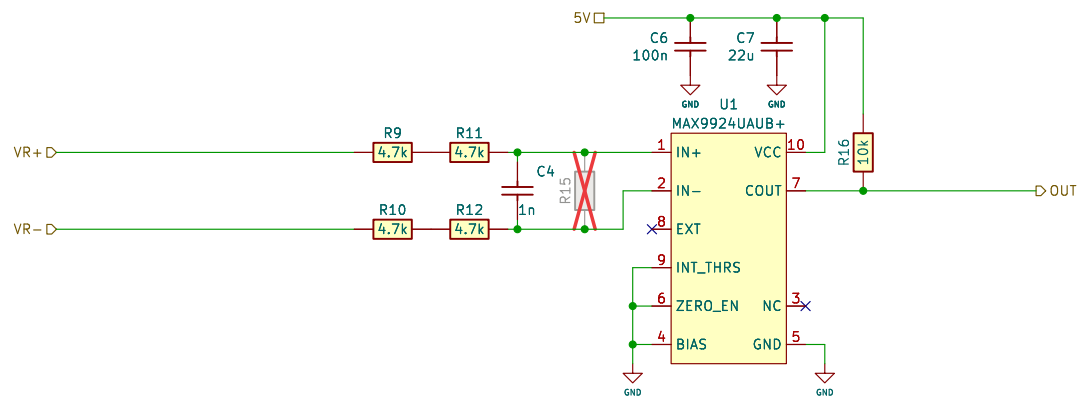 5V
C6
100n
C7
22u
GND
GND
U1
MAX9924UAUB+
R16
10k
VR+
R9
4.7k
R11
4.7k
C4
1n
R15
1
IN+
VCC
10
2
IN-
COUT
7
OUT
VR-
R10
4.7k
R12
4.7k
8
EXT
9
INT_THRS
6
ZERO_EN
NC
3
4
BIAS
GND
5
GND
GND